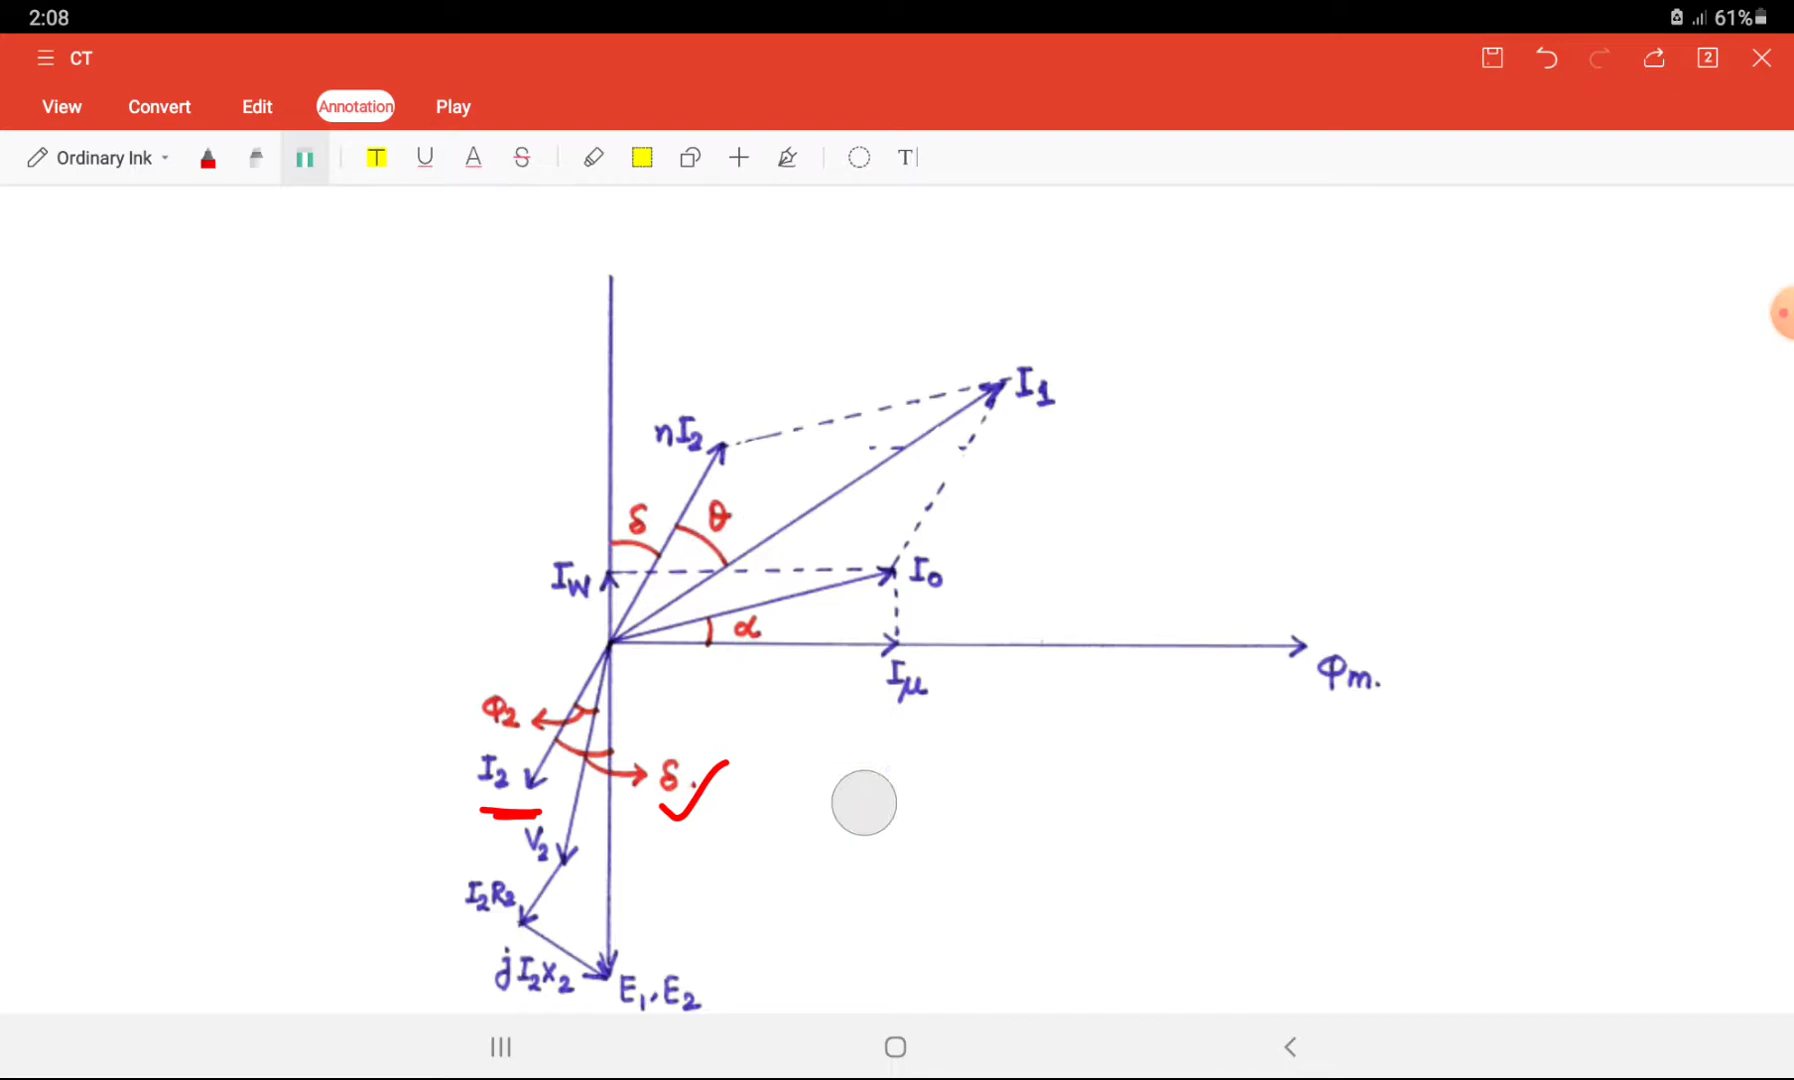 2:08
61%
CT
2
View Convert Edit Annotation Play
Ordinary Ink T U A S T
I1
nI2
δ θ
IW
I0
α
Iμ
Φm.
Φ2
I2
δ.
V2
I2R2
jI2X2
E1, E2